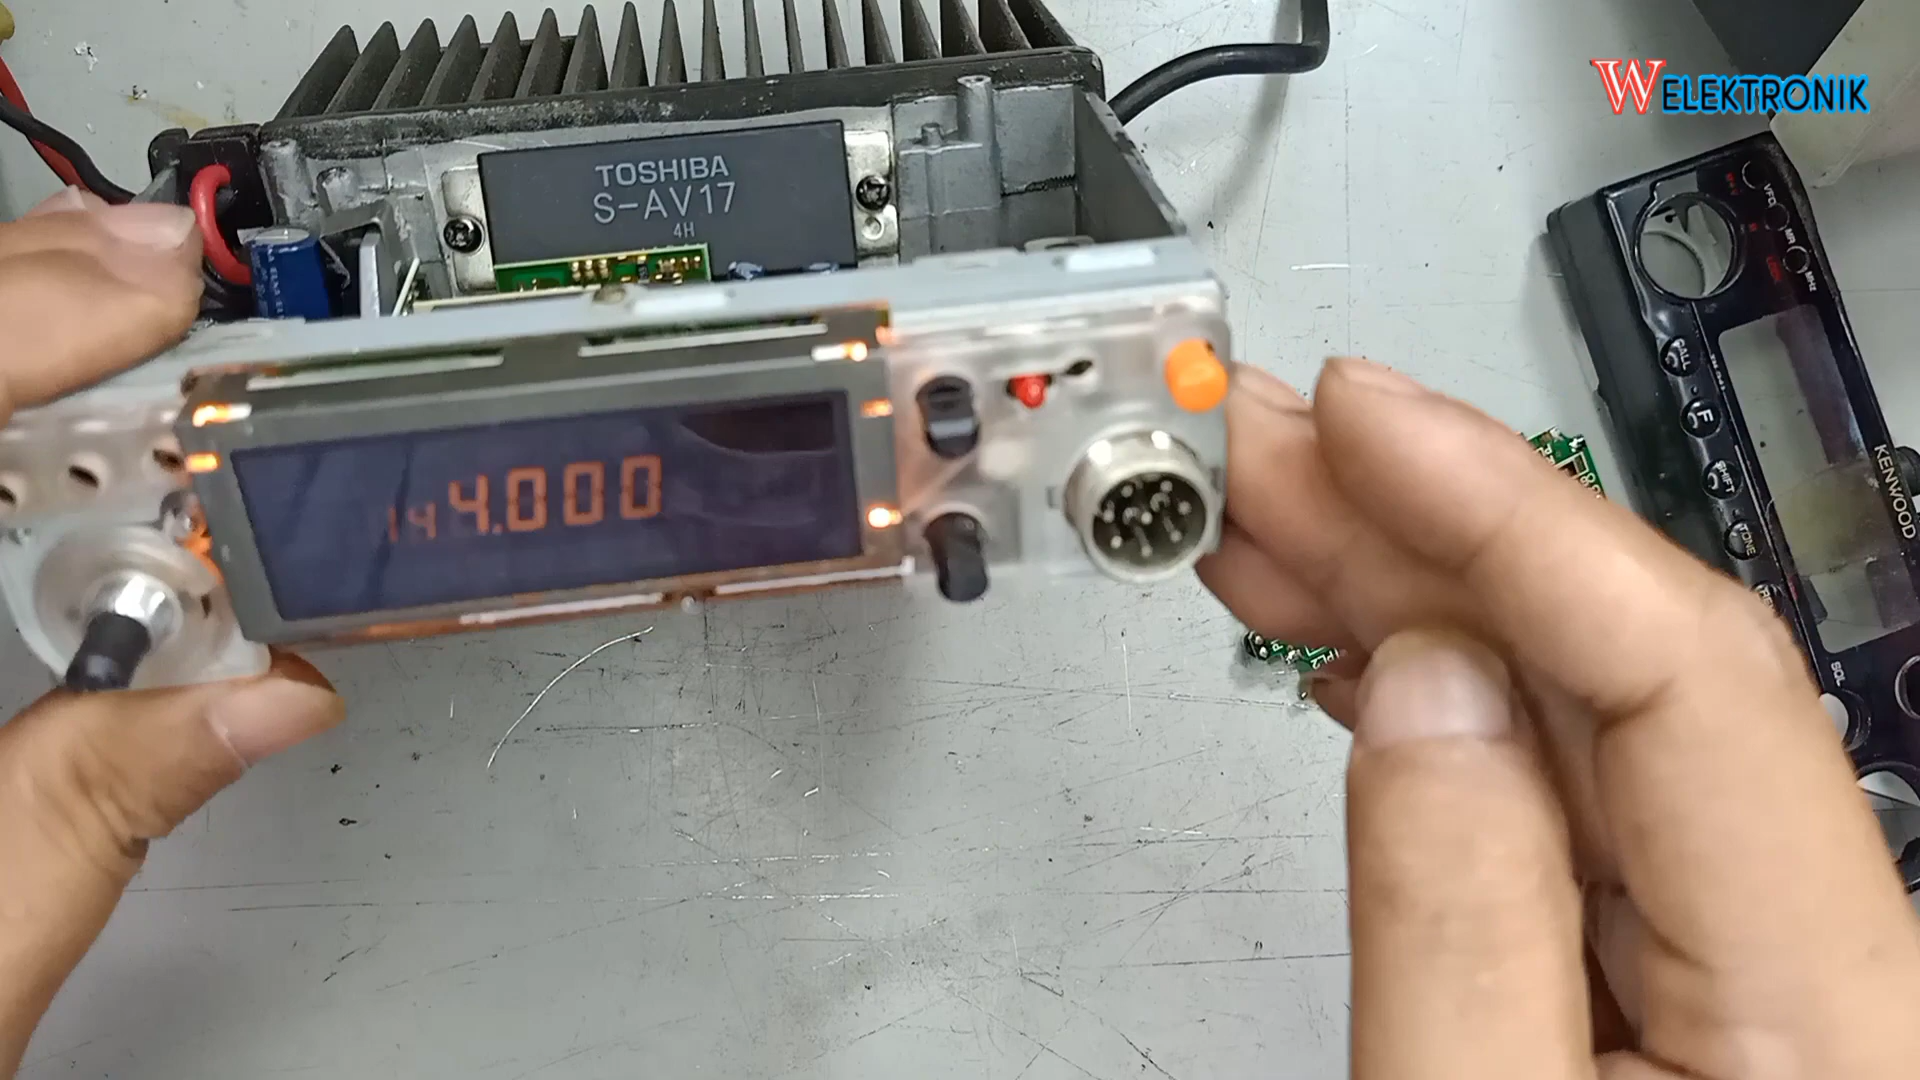 WELEKTRONIK
TOSHIBA
S-AV17
4H
144.000
VFO
MR
MHz
CALL
F
SHIFT
TONE
KENWOOD
SQL